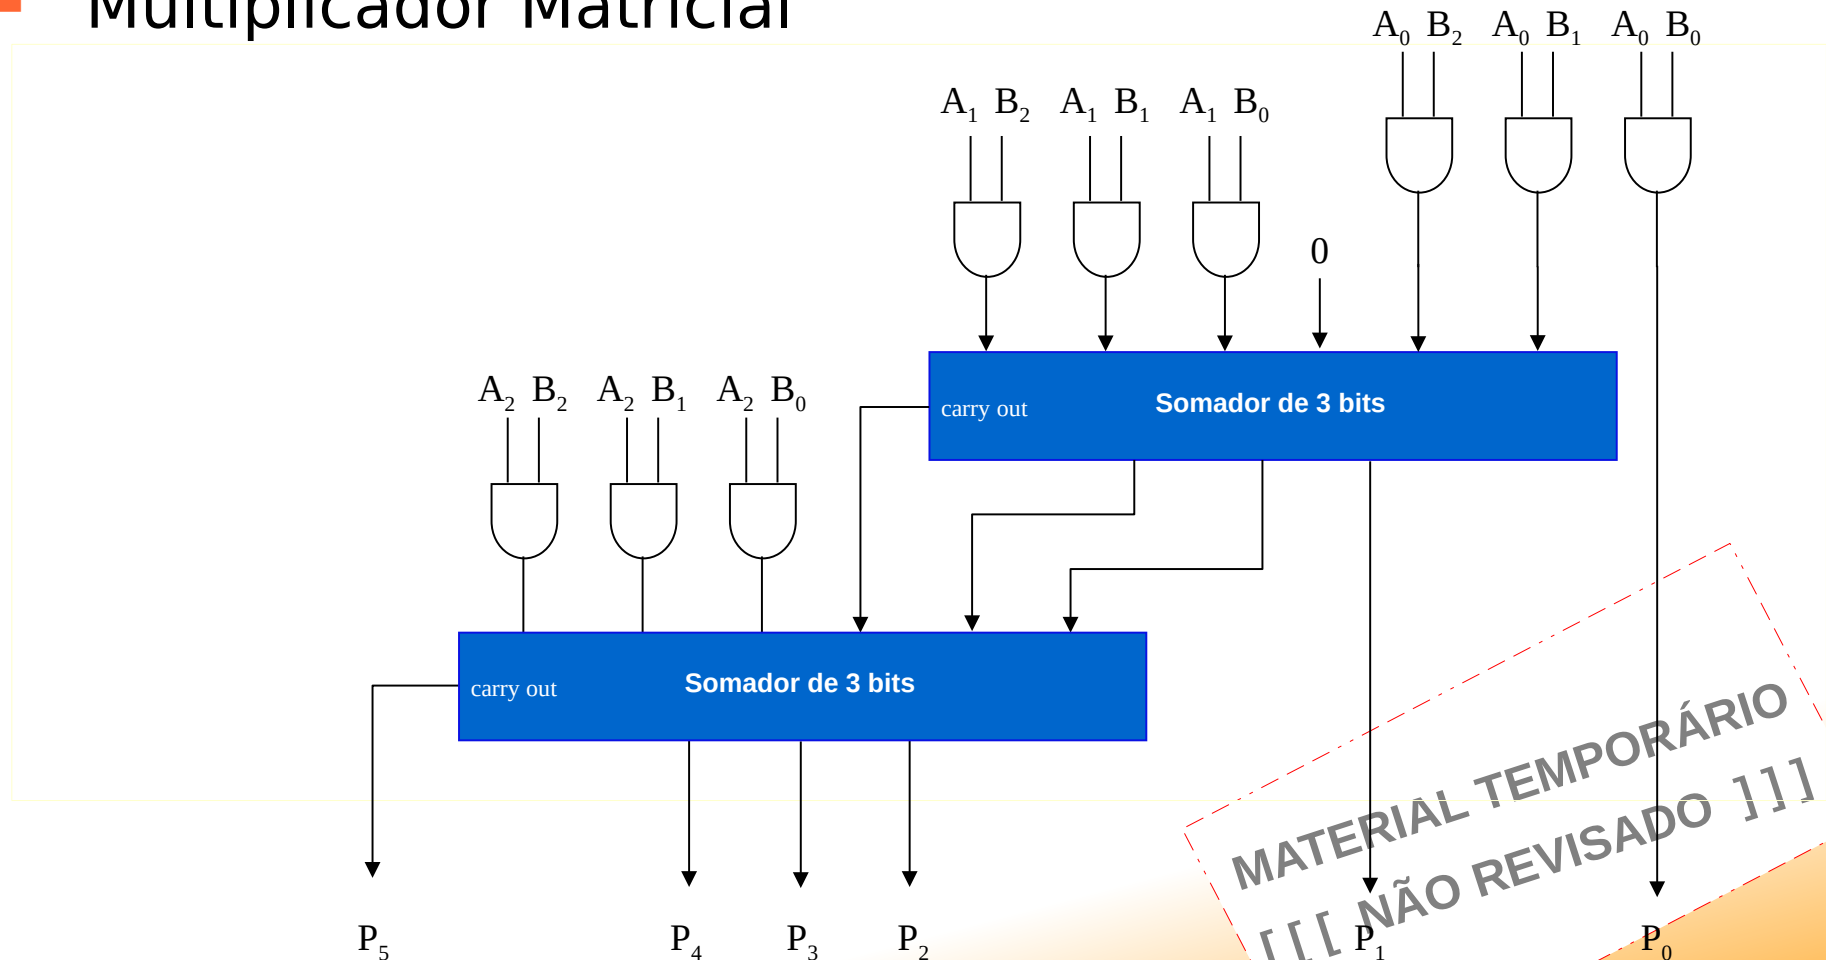 Multiplicador Matricial
A0 B2 A0 B1 A0 B0
A1 B2 A1 B1 A1 B0
0
carry out Somador de 3 bits
A2 B2 A2 B1 A2 B0
carry out Somador de 3 bits
MATERIAL TEMPORÁRIO
[ [ [ NÃO REVISADO ] ] ]
P5 P4 P3 P2 P1 P0